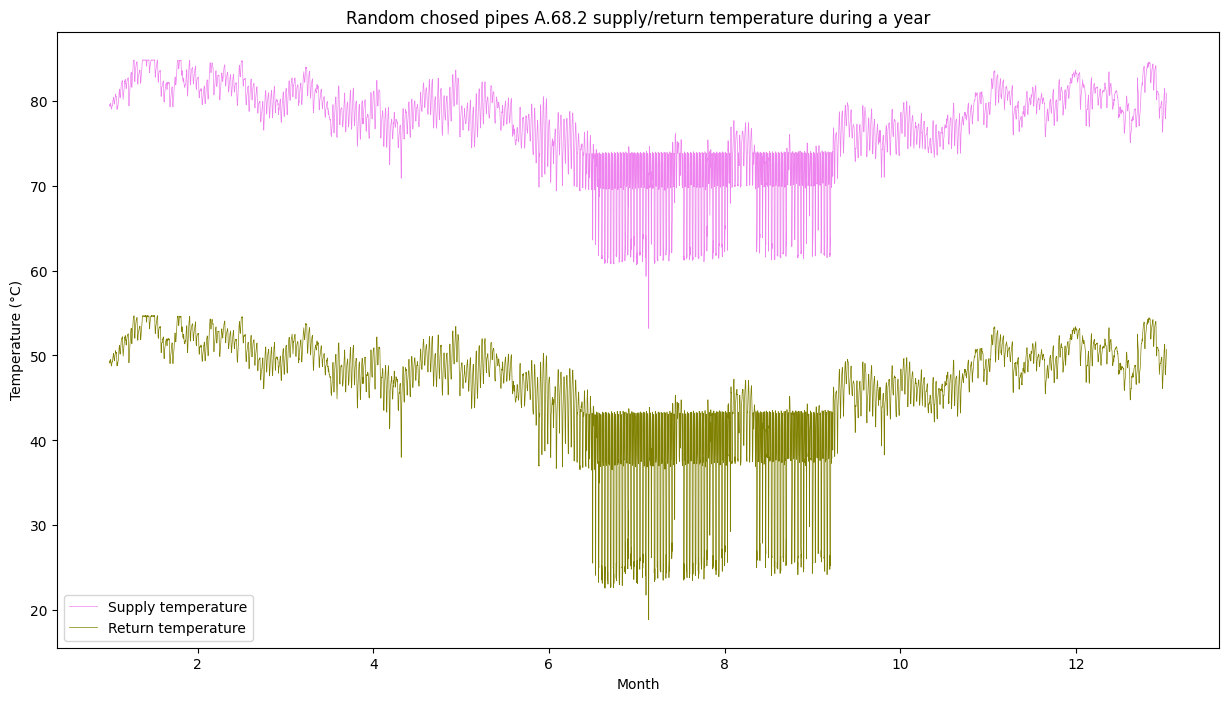 Random chosed pipes A.68.2 supply/return temperature during a year
Temperature (°C)
80
70
60
50
40
30
20
Supply temperature
Return temperature
2
4
6
8
10
12
Month